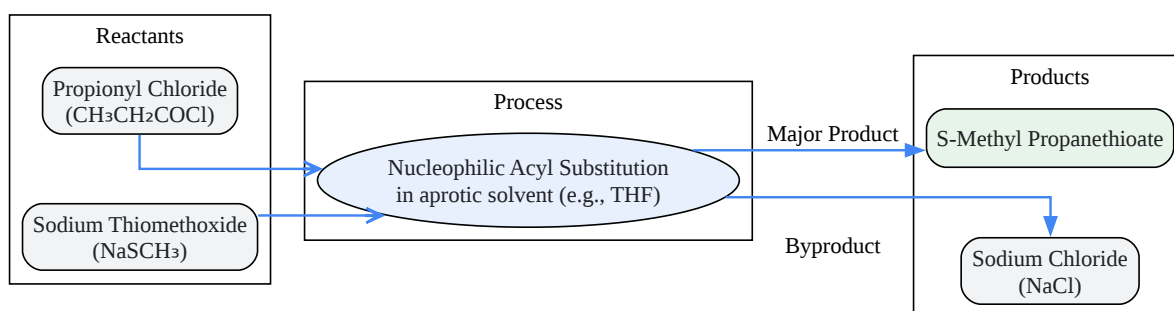 Reactants
Propionyl Chloride
(CH₃CH₂COCl)
Sodium Thiomethoxide
(NaSCH₃)
Process
Nucleophilic Acyl Substitution
in aprotic solvent (e.g., THF)
Major Product
Byproduct
Products
S-Methyl Propanethioate
Sodium Chloride
(NaCl)